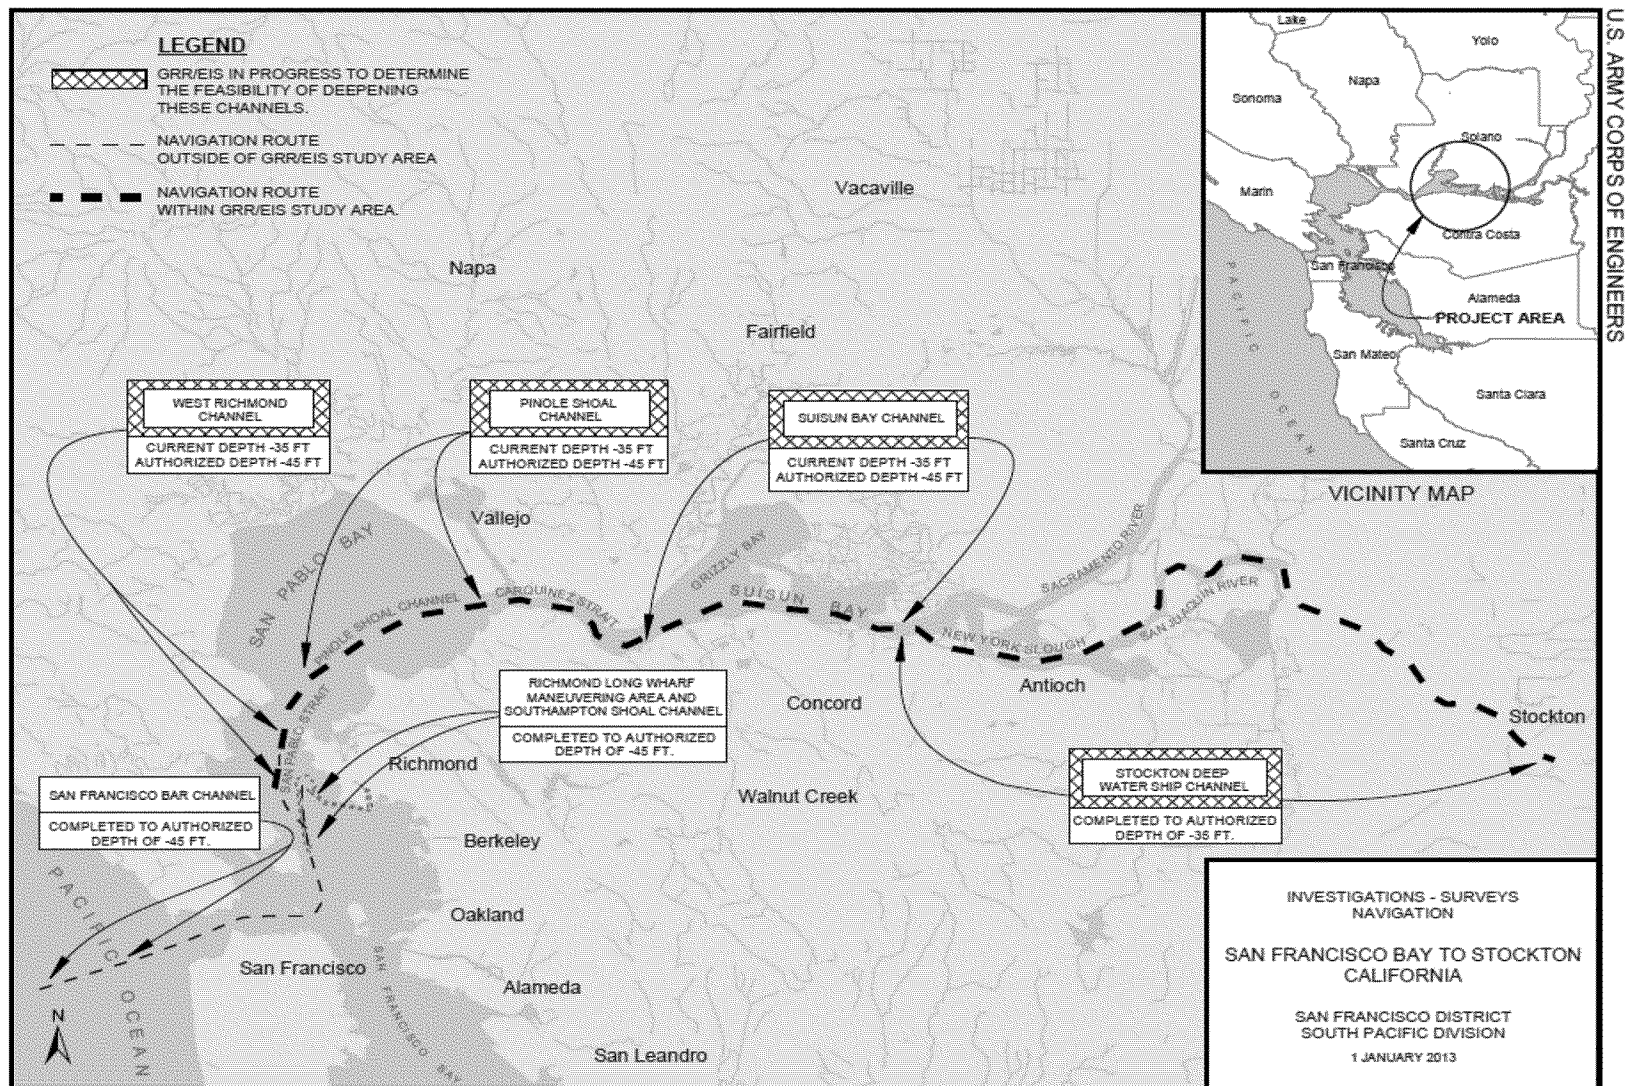 LEGEND
GRR/EIS IN PROGRESS TO DETERMINE
THE FEASIBILITY OF DEEPENING
THESE CHANNELS.
NAVIGATION ROUTE
OUTSIDE OF GRR/EIS STUDY AREA
NAVIGATION ROUTE
WITHIN GRR/EIS STUDY AREA.
U.S. ARMY CORPS OF ENGINEERS
Lake
Yolo
Napa
Sonoma
Solano
Marin
Contra Costa
San Francisco
Alameda
PROJECT AREA
San Mateo
Santa Clara
Santa Cruz
PACIFIC OCEAN
VICINITY MAP
Vacaville
Napa
Fairfield
WEST RICHMOND
CHANNEL
CURRENT DEPTH -35 FT
AUTHORIZED DEPTH -45 FT
PINOLE SHOAL
CHANNEL
CURRENT DEPTH -35 FT
AUTHORIZED DEPTH -45 FT
SUISUN BAY CHANNEL
CURRENT DEPTH -35 FT
AUTHORIZED DEPTH -45 FT
Vallejo
SAN PABLO BAY
PINOLE SHOAL CHANNEL
CARQUINEZ STRAIT
GRIZZLY BAY
SUISUN BAY
SACRAMENTO RIVER
NEW YORK SLOUGH
SAN JUAQUIN RIVER
SAN PABLO STRAIT
Antioch
Concord
Stockton
RICHMOND LONG WHARF
MANEUVERING AREA AND
SOUTHAMPTON SHOAL CHANNEL
COMPLETED TO AUTHORIZED
DEPTH OF -45 FT.
Richmond
Walnut Creek
STOCKTON DEEP
WATER SHIP CHANNEL
COMPLETED TO AUTHORIZED
DEPTH OF -35 FT.
SAN FRANCISCO BAR CHANNEL
COMPLETED TO AUTHORIZED
DEPTH OF -45 FT.
Berkeley
Oakland
San Francisco
Alameda
San Leandro
PACIFIC OCEAN
SAN FRANCISCO BAY
N
INVESTIGATIONS - SURVEYS
NAVIGATION
SAN FRANCISCO BAY TO STOCKTON
CALIFORNIA
SAN FRANCISCO DISTRICT
SOUTH PACIFIC DIVISION
1 JANUARY 2013